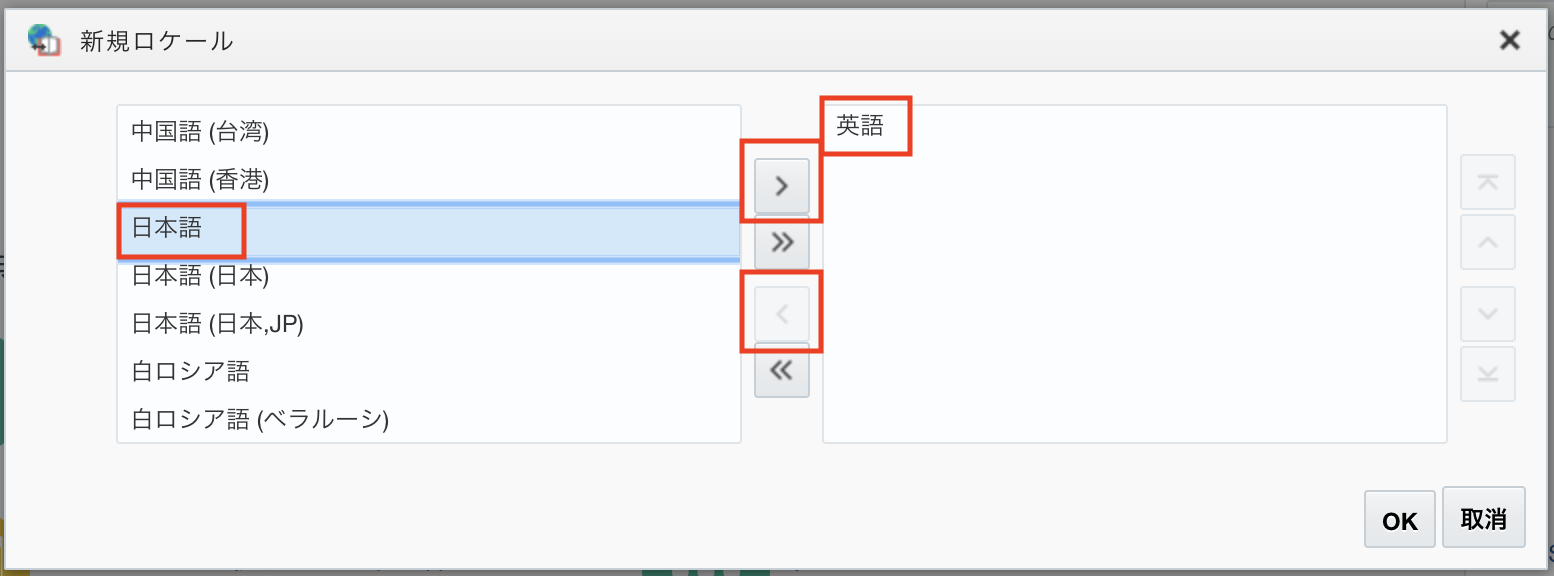 新規ロケール
中国語 (台湾)
中国語 (香港)
日本語
日本語 (日本)
日本語 (日本,JP)
白ロシア語
白ロシア語 (ベラルーシ)
英語
OK
取消